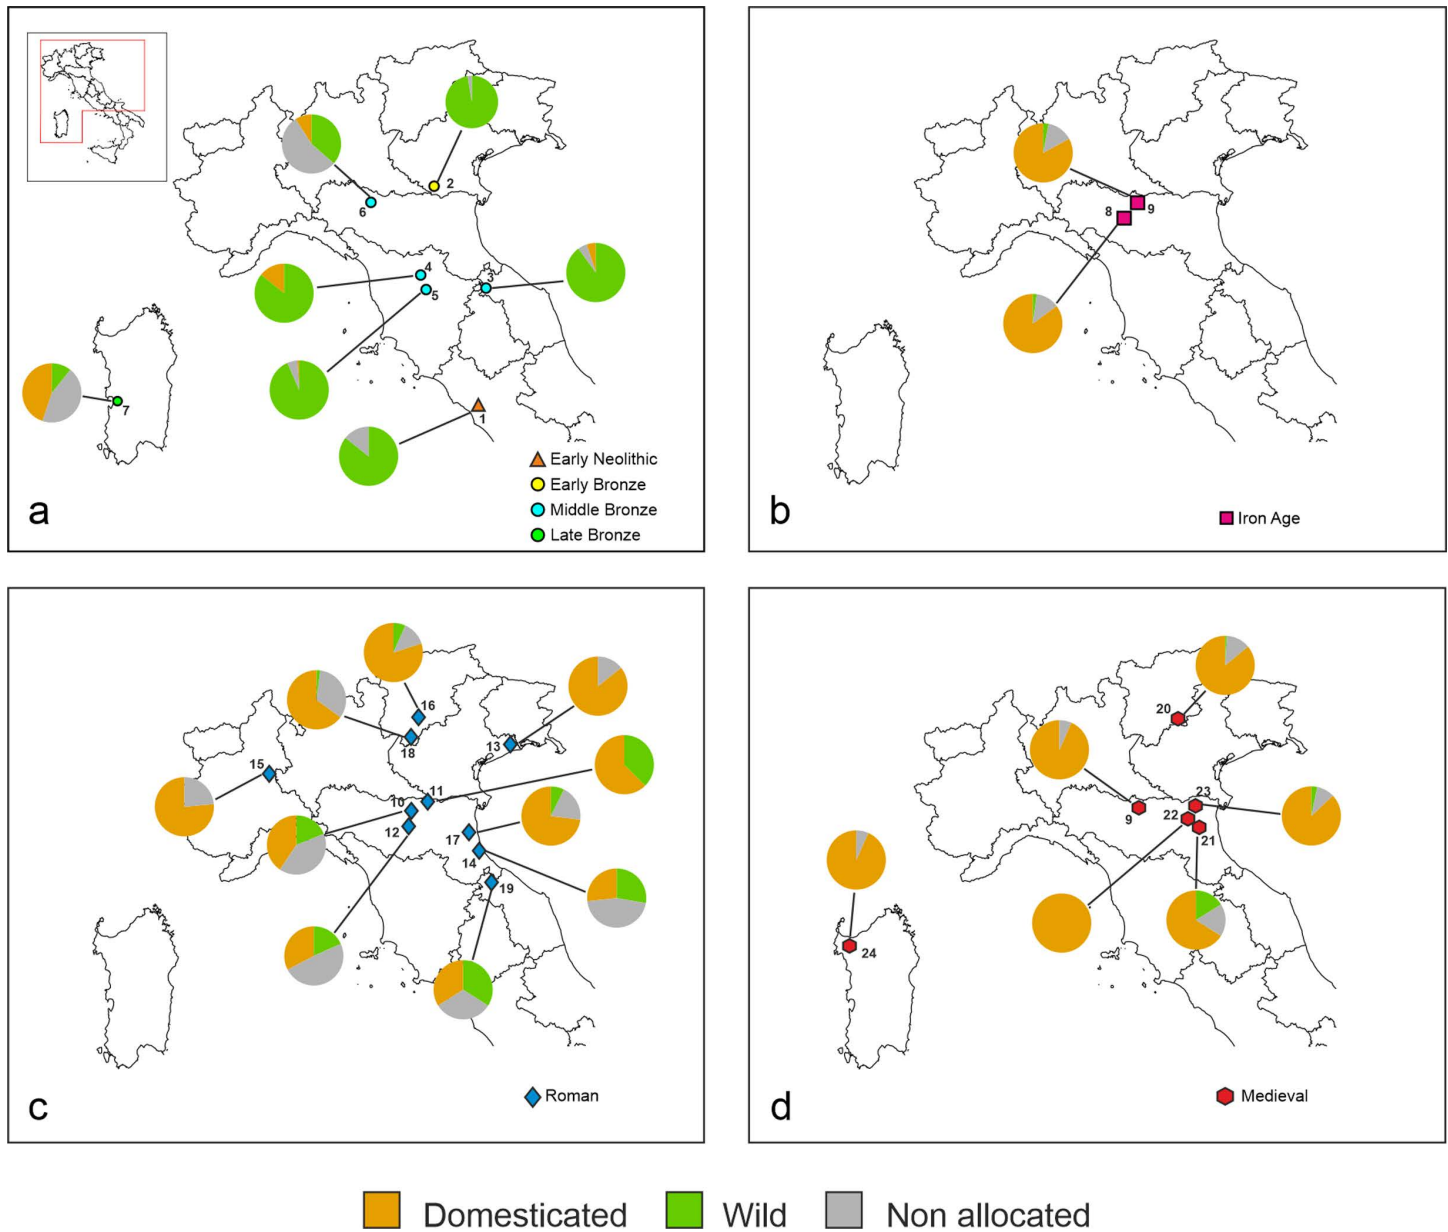 2
6
4
3
5
7
1
Early Neolithic
Early Bronze
Middle Bronze
Late Bronze
a
8
9
Iron Age
b
16
18
13
15
11
10
12
17
14
19
Roman
c
20
23
9
22
21
24
Medieval
d
Domesticated
Wild
Non allocated